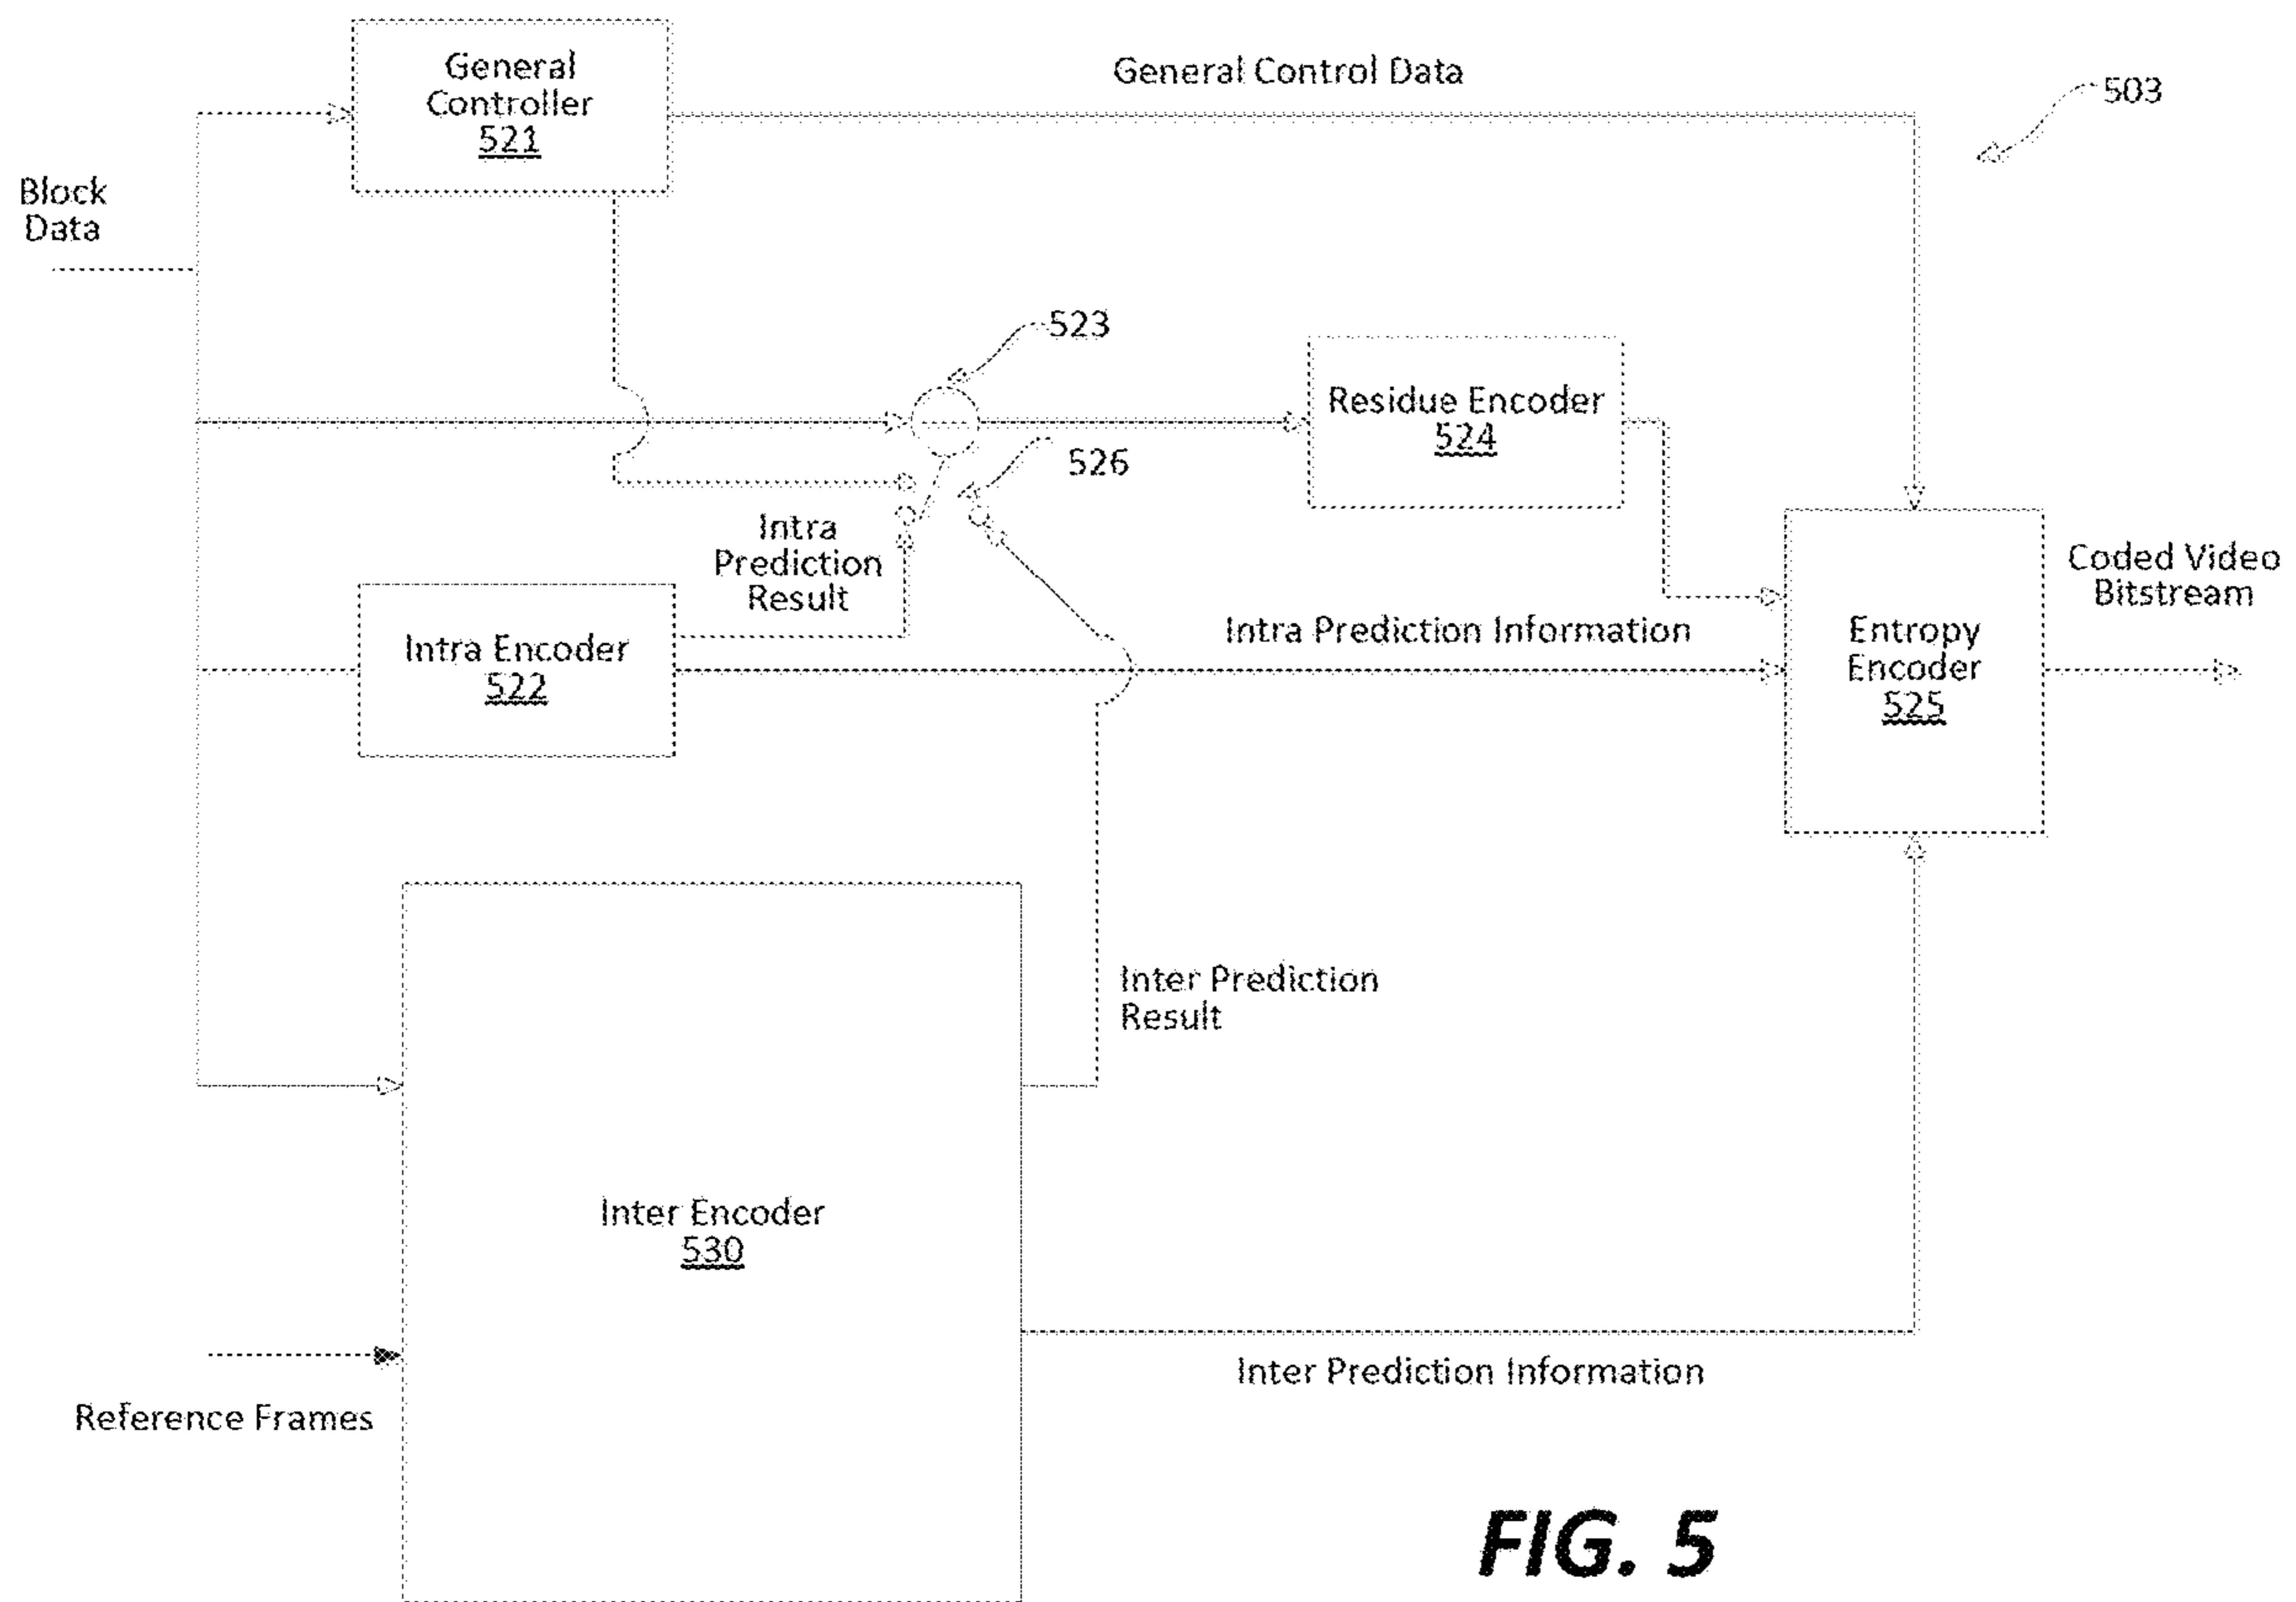 General
Controller
521
General Control Data
503
Block
Data
523
Residue Encoder
524
526
Intra
Prediction
Result
Coded Video
Bitstream
Intra Prediction Information
Entropy
Encoder
525
Intra Encoder
522
Inter Prediction
Result
Inter Encoder
530
Inter Prediction Information
Reference Frames
FIG. 5